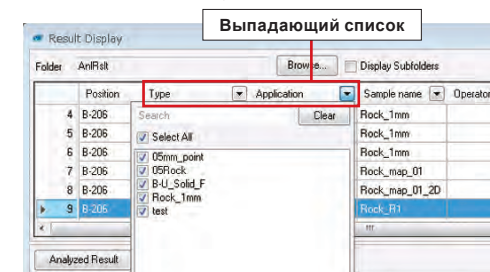 Выпадающий список
Result Display
Folder AnlRslt Browse... Display Subfolders
Position Type Application Sample name Operator
4 B-206 Search Clear Rock_1mm
5 B-206 Select All Rock_1mm
6 B-206 05mm_point Rock_1mm
7 B-206 05Rock Rock_map_01
8 B-206 B-U_Solid_F Rock_map_01_2D
9 B-206 Rock_1mm Rock_R1
test
Analyzed Result